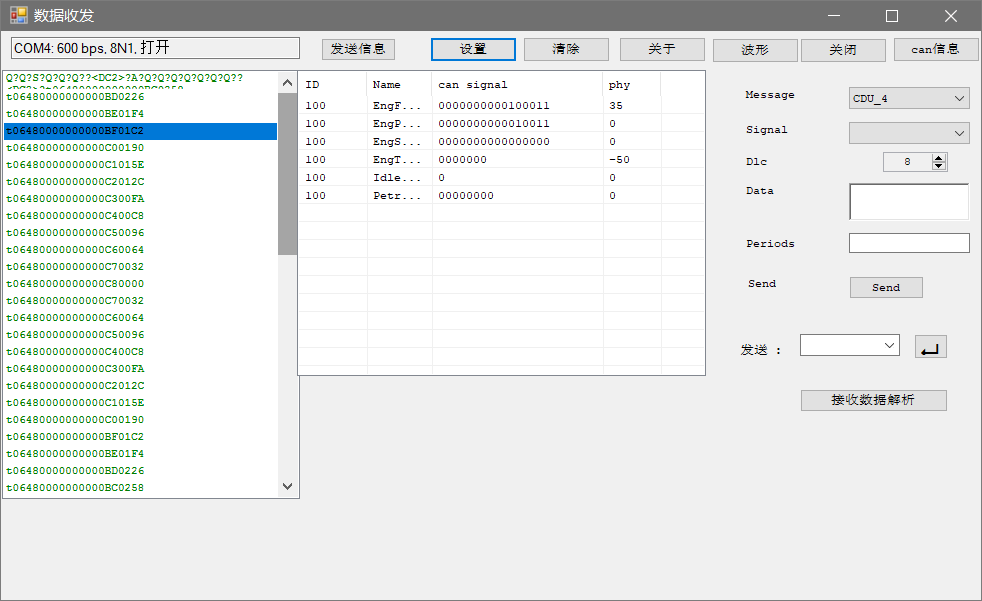 数据收发
COM4: 600 bps, 8N1, 打开
发送信息
设置
清除
关于
波形
关闭
can信息
Q?Q?S?Q?Q?Q??<DC2>?A?Q?Q?Q?Q?Q?Q?Q??
t06480000000000BD0226
t06480000000000BE01F4
t06480000000000BF01C2
t06480000000000C00190
t06480000000000C1015E
t06480000000000C2012C
t06480000000000C300FA
t06480000000000C400C8
t06480000000000C50096
t06480000000000C60064
t06480000000000C70032
t06480000000000C80000
t06480000000000C70032
t06480000000000C60064
t06480000000000C50096
t06480000000000C400C8
t06480000000000C300FA
t06480000000000C2012C
t06480000000000C1015E
t06480000000000C00190
t06480000000000BF01C2
t06480000000000BE01F4
t06480000000000BD0226
t06480000000000BC0258
ID Name can signal phy
100 EngF... 0000000000100011 35
100 EngP... 0000000000010011 0
100 EngS... 0000000000000000 0
100 EngT... 0000000 -50
100 Idle... 0 0
100 Petr... 00000000 0
Message CDU_4
Signal
Dlc 8
Data
Periods
Send Send
发送 :
接收数据解析